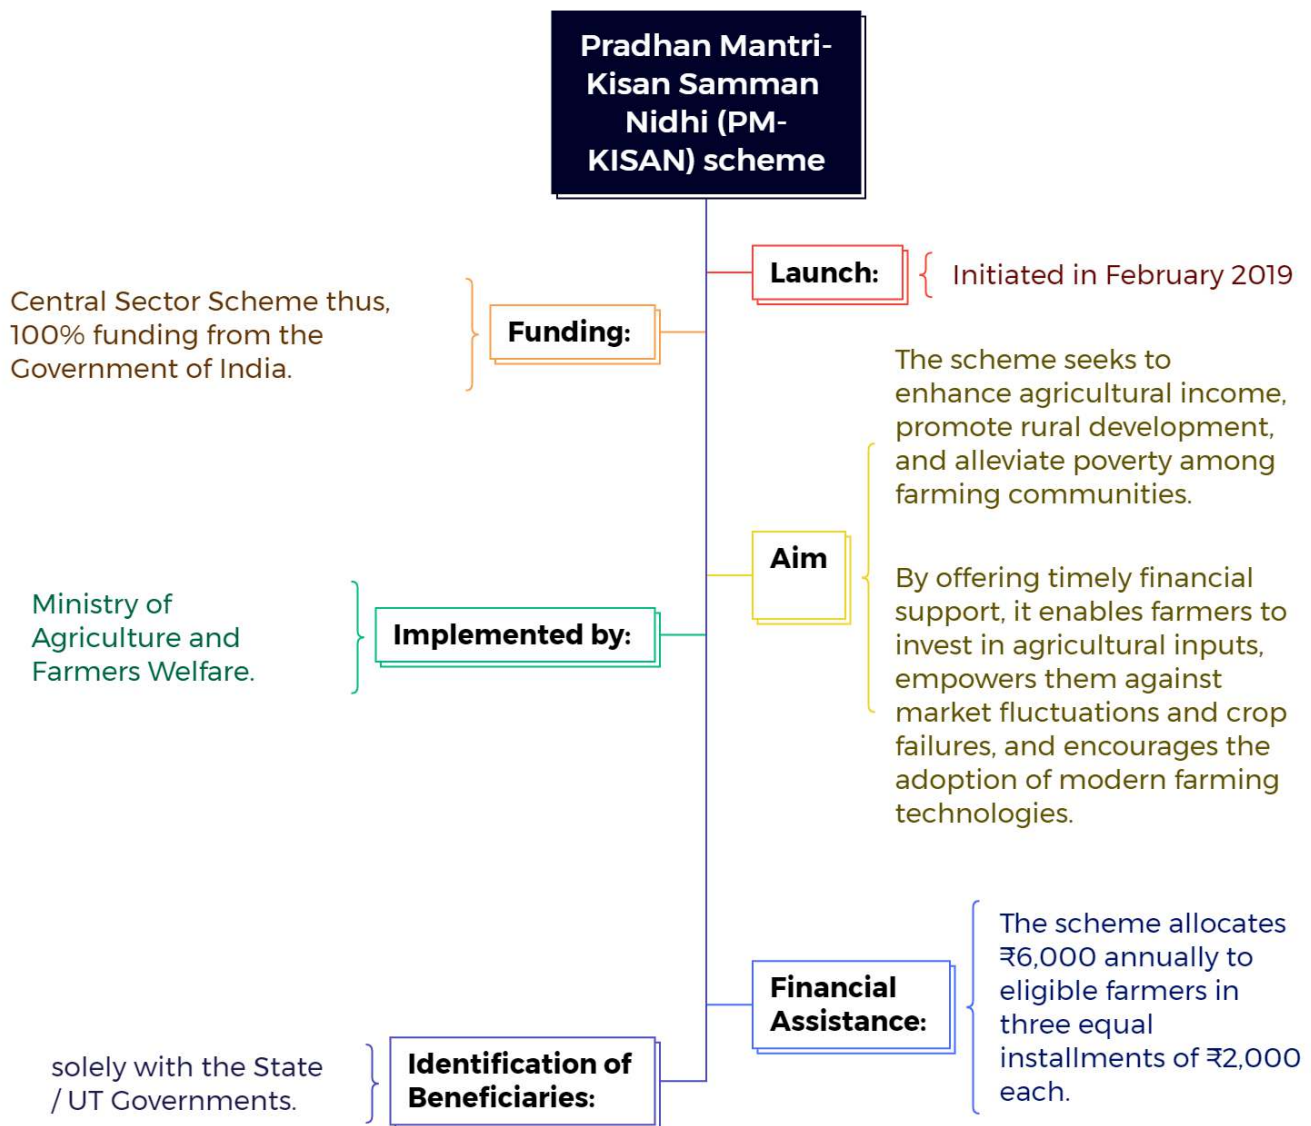 Pradhan Mantri-
Kisan Samman
Nidhi (PM-
KISAN) scheme
Launch:
Initiated in February 2019
Funding:
Central Sector Scheme thus,
100% funding from the
Government of India.
Aim
The scheme seeks to
enhance agricultural income,
promote rural development,
and alleviate poverty among
farming communities.
By offering timely financial
support, it enables farmers to
invest in agricultural inputs,
empowers them against
market fluctuations and crop
failures, and encourages the
adoption of modern farming
technologies.
Implemented by:
Ministry of
Agriculture and
Farmers Welfare.
Financial
Assistance:
The scheme allocates
₹6,000 annually to
eligible farmers in
three equal
installments of ₹2,000
each.
Identification of
Beneficiaries:
solely with the State
/ UT Governments.